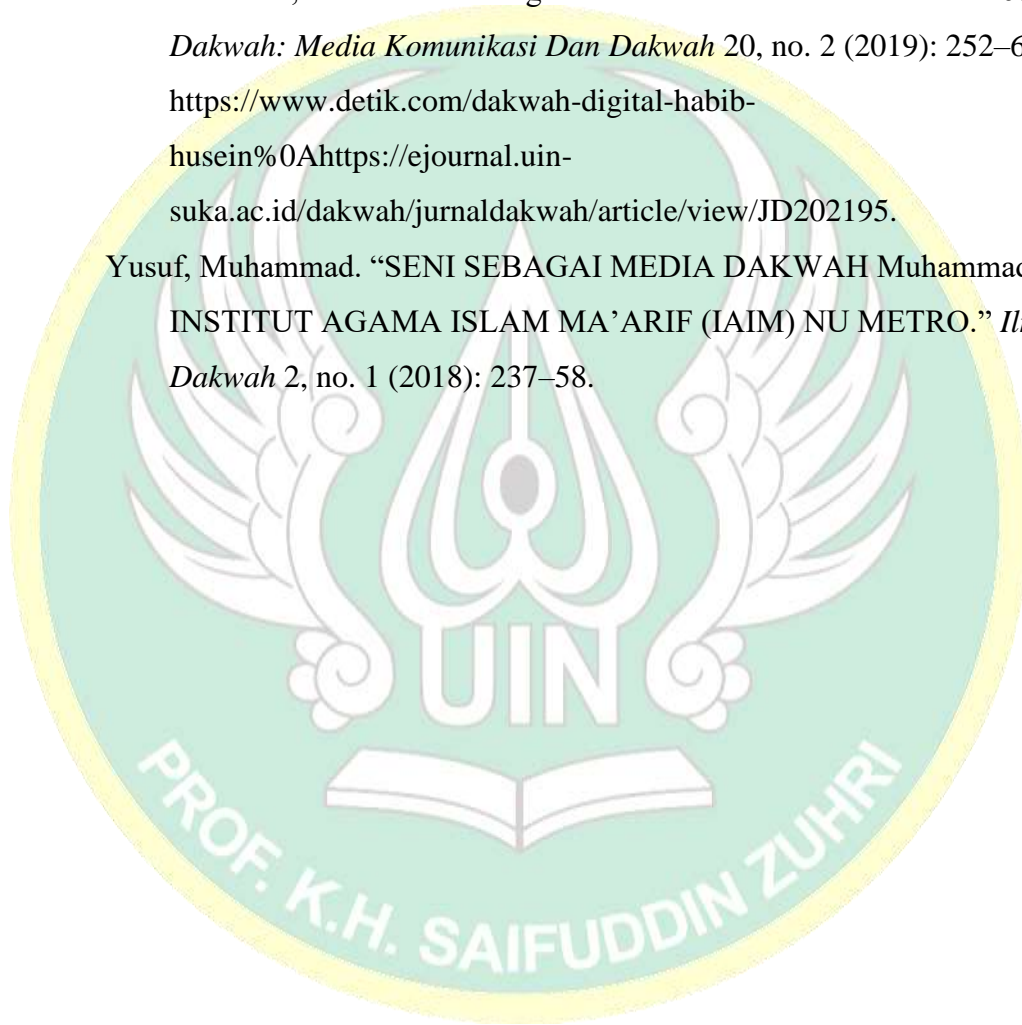 Dakwah: Media Komunikasi Dan Dakwah 20, no. 2 (2019): 252–6
https://www.detik.com/dakwah-digital-habib-
husein%0Ahttps://ejournal.uin-
suka.ac.id/dakwah/jurnaldakwah/article/view/JD202195.
Yusuf, Muhammad. “SENI SEBAGAI MEDIA DAKWAH Muhammad
INSTITUT AGAMA ISLAM MA’ARIF (IAIM) NU METRO.”
Dakwah 2, no. 1 (2018): 237–58.
UIN
PROF. K.H. SAIFUDDIN ZUHRI